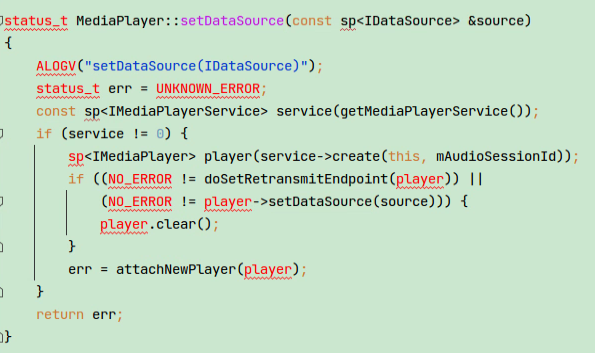 status_t MediaPlayer::setDataSource(const sp<IDataSource> &source)
{
    ALOGV("setDataSource(IDataSource)");
    status_t err = UNKNOWN_ERROR;
    const sp<IMediaPlayerService> service(getMediaPlayerService());
    if (service != 0) {
        sp<IMediaPlayer> player(service->create(this, mAudioSessionId));
        if ((NO_ERROR != doSetRetransmitEndpoint(player)) ||
            (NO_ERROR != player->setDataSource(source))) {
            player.clear();
        }
        err = attachNewPlayer(player);
    }
    return err;
}